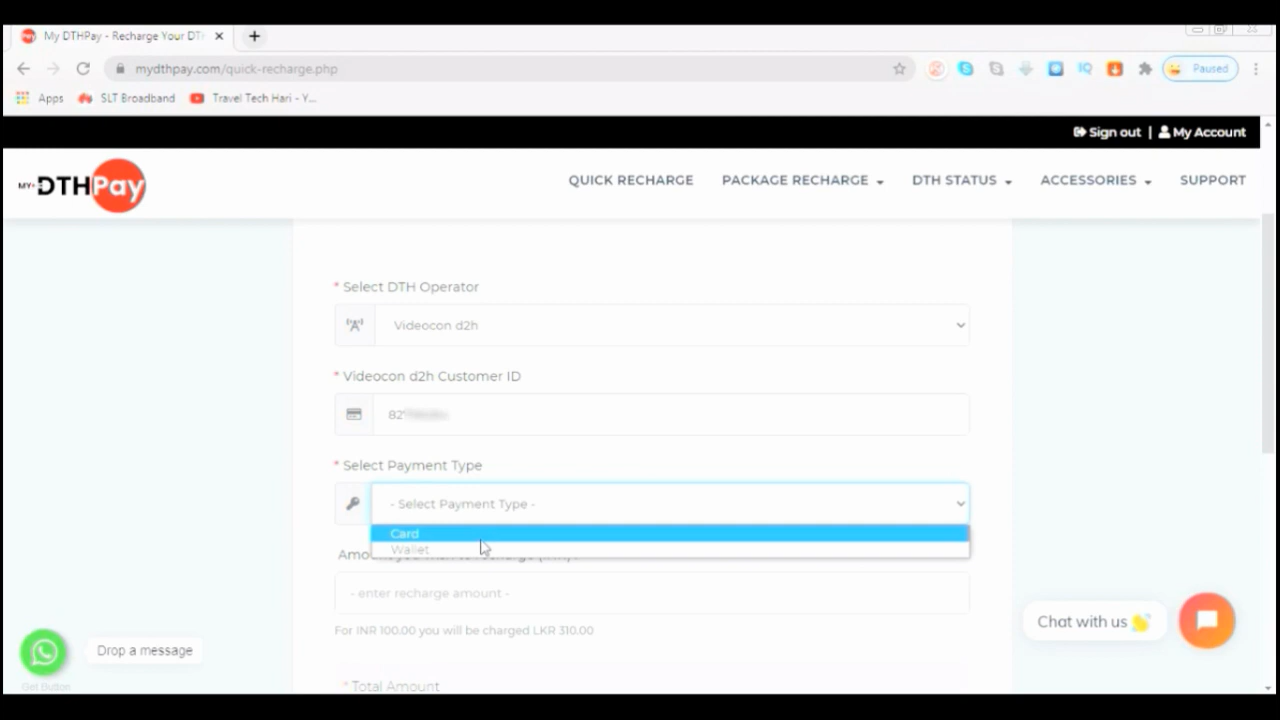 My DTHPay - Recharge Your DTH
mydthpay.com/quick-recharge.php
Paused
Apps
SLT Broadband
Travel Tech Hari - Y...
Sign out | My Account
MY DTHPay
QUICK RECHARGE
PACKAGE RECHARGE
DTH STATUS
ACCESSORIES
SUPPORT
* Select DTH Operator
Videocon d2h
* Videocon d2h Customer ID
82
* Select Payment Type
- Select Payment Type -
Card
Wallet
- enter recharge amount -
For INR 100.00 you will be charged LKR 310.00
* Total Amount
Chat with us
Drop a message
Get Button